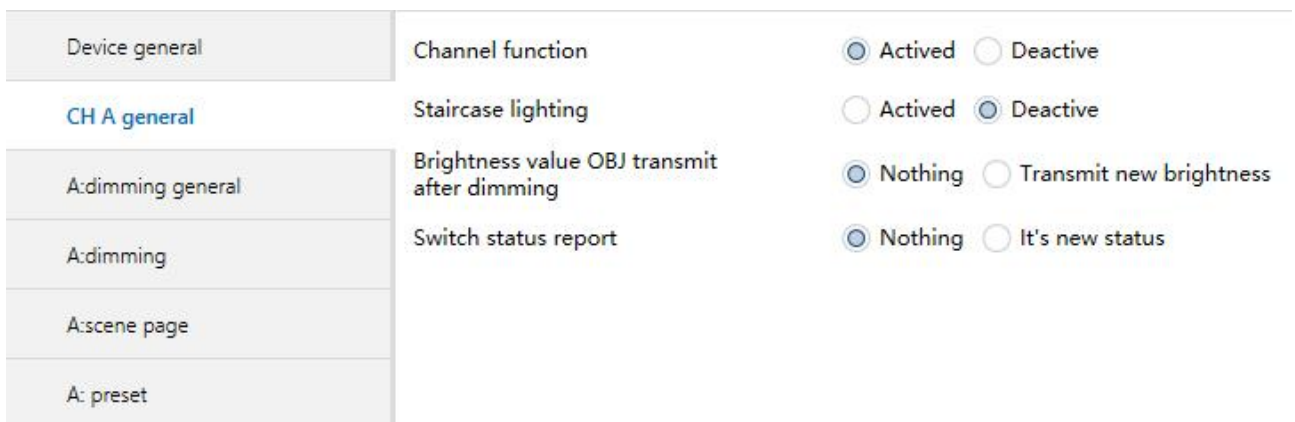 Device general
CH A general
A:dimming general
A:dimming
A:scene page
A: preset
Channel function Actived Deactive
Staircase lighting Actived Deactive
Brightness value OBJ transmit
after dimming Nothing Transmit new brightness
Switch status report Nothing It's new status